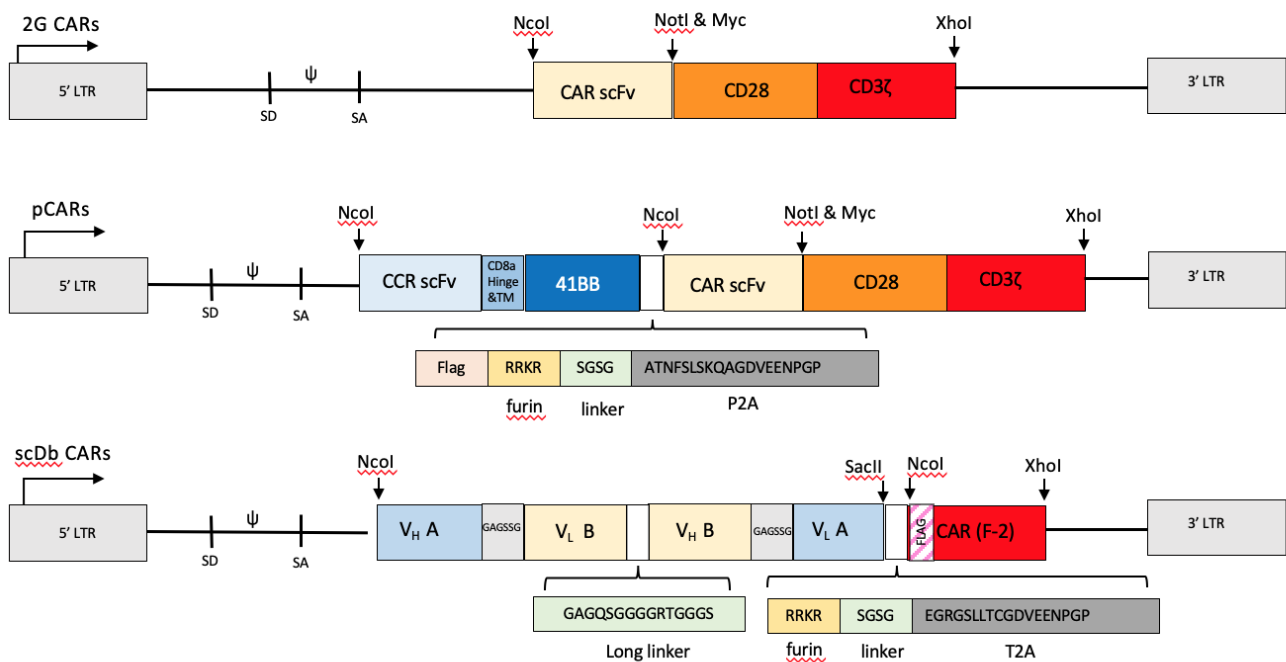 2G CARs
NcoI
NotI & Myc
XhoI
5’ LTR
ψ
SD
SA
CAR scFv
CD28
CD3ζ
3’ LTR
pCARs
NcoI
NcoI
NotI & Myc
XhoI
5’ LTR
ψ
SD
SA
CCR scFv
CD8a
Hinge
&TM
41BB
CAR scFv
CD28
CD3ζ
3’ LTR
Flag
RRKR
SGSG
ATNFSLSKQAGDVEENPGP
furin
linker
P2A
scDb CARs
NcoI
SacII
NcoI
XhoI
5’ LTR
ψ
SD
SA
VH A
GAGSSG
VL B
VH B
GAGSSG
VL A
FLAG
CAR (F-2)
3’ LTR
GAGQSGGGGRTGGGS
Long linker
RRKR
SGSG
EGRGSLLTCGDVEENPGP
furin
linker
T2A